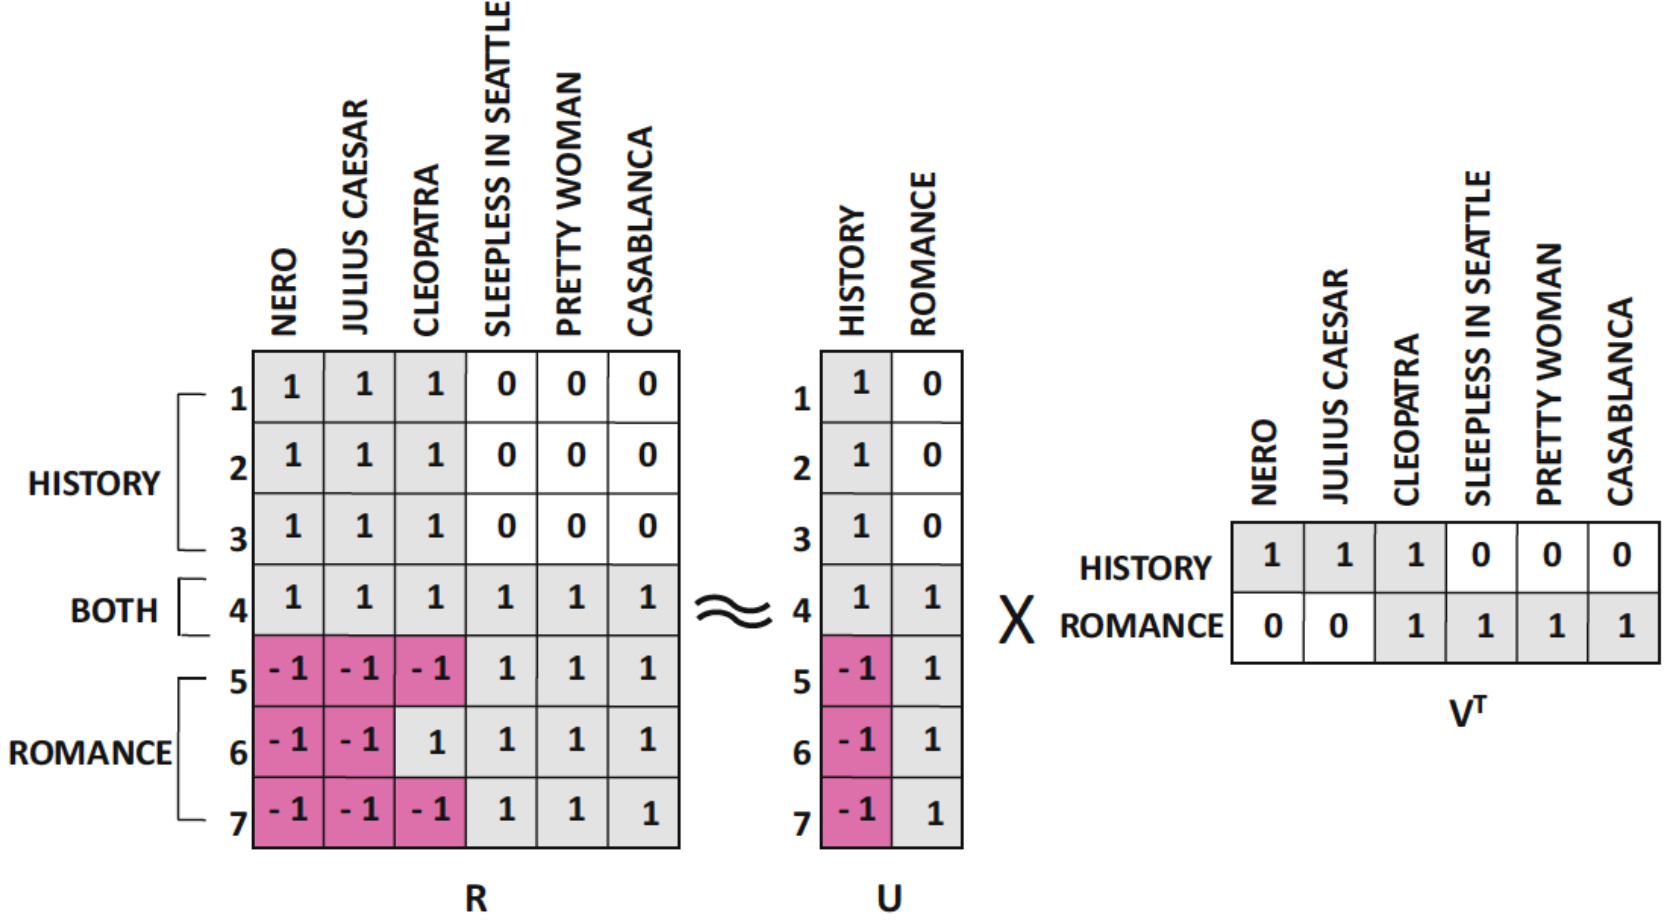 NERO JULIUS CAESAR CLEOPATRA SLEEPLESS IN SEATTLE PRETTY WOMAN CASABLANCA
1 1 1 1 0 0 0
2 1 1 1 0 0 0
3 1 1 1 0 0 0
4 1 1 1 1 1 1
5 - 1 - 1 - 1 1 1 1
6 - 1 - 1 1 1 1 1
7 - 1 - 1 - 1 1 1 1
HISTORY
BOTH
ROMANCE
R
≈
HISTORY ROMANCE
1 1 0
2 1 0
3 1 0
4 1 1
5 - 1 1
6 - 1 1
7 - 1 1
U
X
NERO JULIUS CAESAR CLEOPATRA SLEEPLESS IN SEATTLE PRETTY WOMAN CASABLANCA
HISTORY 1 1 1 0 0 0
ROMANCE 0 0 1 1 1 1
Vᵀ